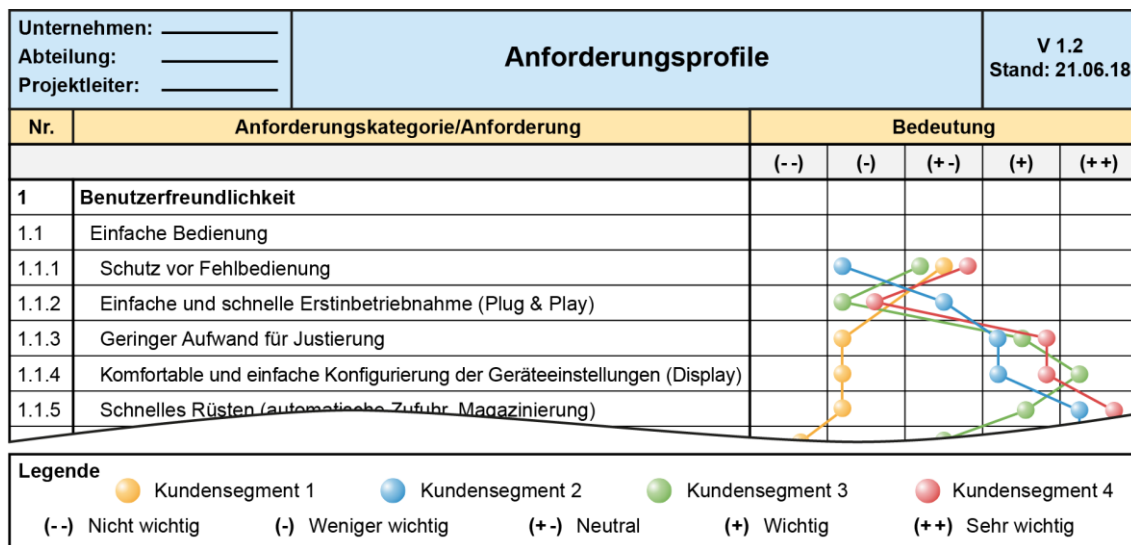 Unternehmen:
Abteilung:
Projektleiter:
Anforderungsprofile
V 1.2
Stand: 21.06.18
Nr. Anforderungskategorie/Anforderung Bedeutung
(--) (-) (+-) (+) (++)
1 Benutzerfreundlichkeit
1.1 Einfache Bedienung
1.1.1 Schutz vor Fehlbedienung
1.1.2 Einfache und schnelle Erstinbetriebnahme (Plug & Play)
1.1.3 Geringer Aufwand für Justierung
1.1.4 Komfortable und einfache Konfigurierung der Geräteeinstellungen (Display)
1.1.5 Schnelles Rüsten (automatische Zufuhr, Magazinierung)
Legende
Kundensegment 1 Kundensegment 2 Kundensegment 3 Kundensegment 4
(--) Nicht wichtig (-) Weniger wichtig (+-) Neutral (+) Wichtig (++) Sehr wichtig